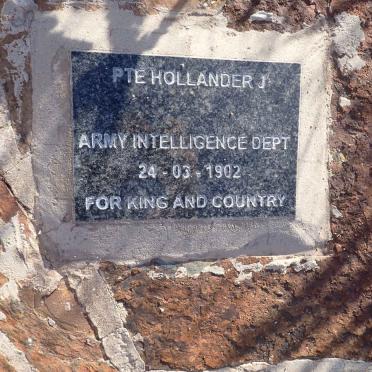 PTE HOLLANDER J
ARMY INTELLIGENCE DEPT
24 - 03 - 1902
FOR KING AND COUNTRY